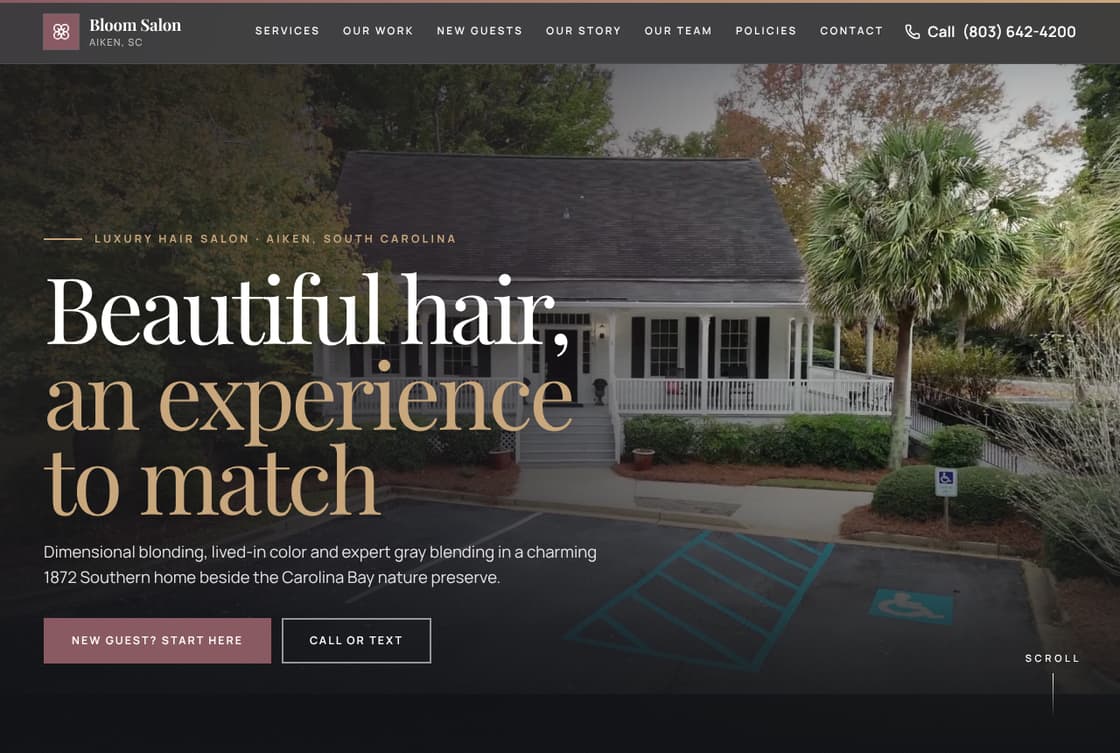 Bloom Salon
AIKEN, SC
SERVICES OUR WORK NEW GUESTS OUR STORY OUR TEAM POLICIES CONTACT Call (803) 642-4200
LUXURY HAIR SALON · AIKEN, SOUTH CAROLINA
Beautiful hair,
an experience
to match
Dimensional blonding, lived-in color and expert gray blending in a charming
1872 Southern home beside the Carolina Bay nature preserve.
NEW GUEST? START HERE CALL OR TEXT
SCROLL